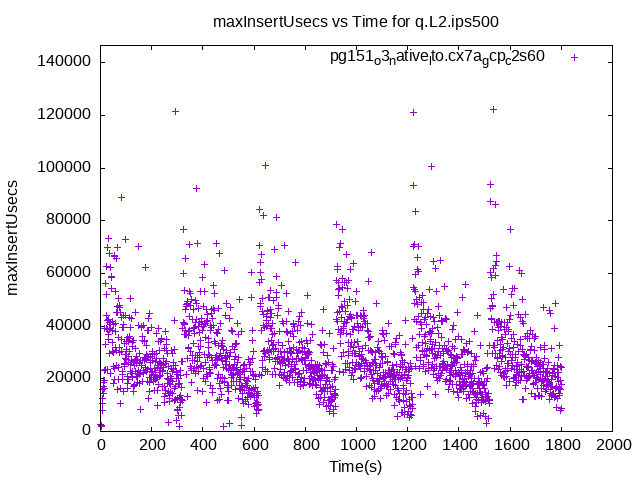 maxInsertUsecs vs Time for q.L2.ips500
pg151_o3_native_lto.cx7a_gcp_c2s60
140000
120000
100000
80000
60000
40000
20000
0
maxInsertUsecs
0 200 400 600 800 1000 1200 1400 1600 1800 2000
Time(s)